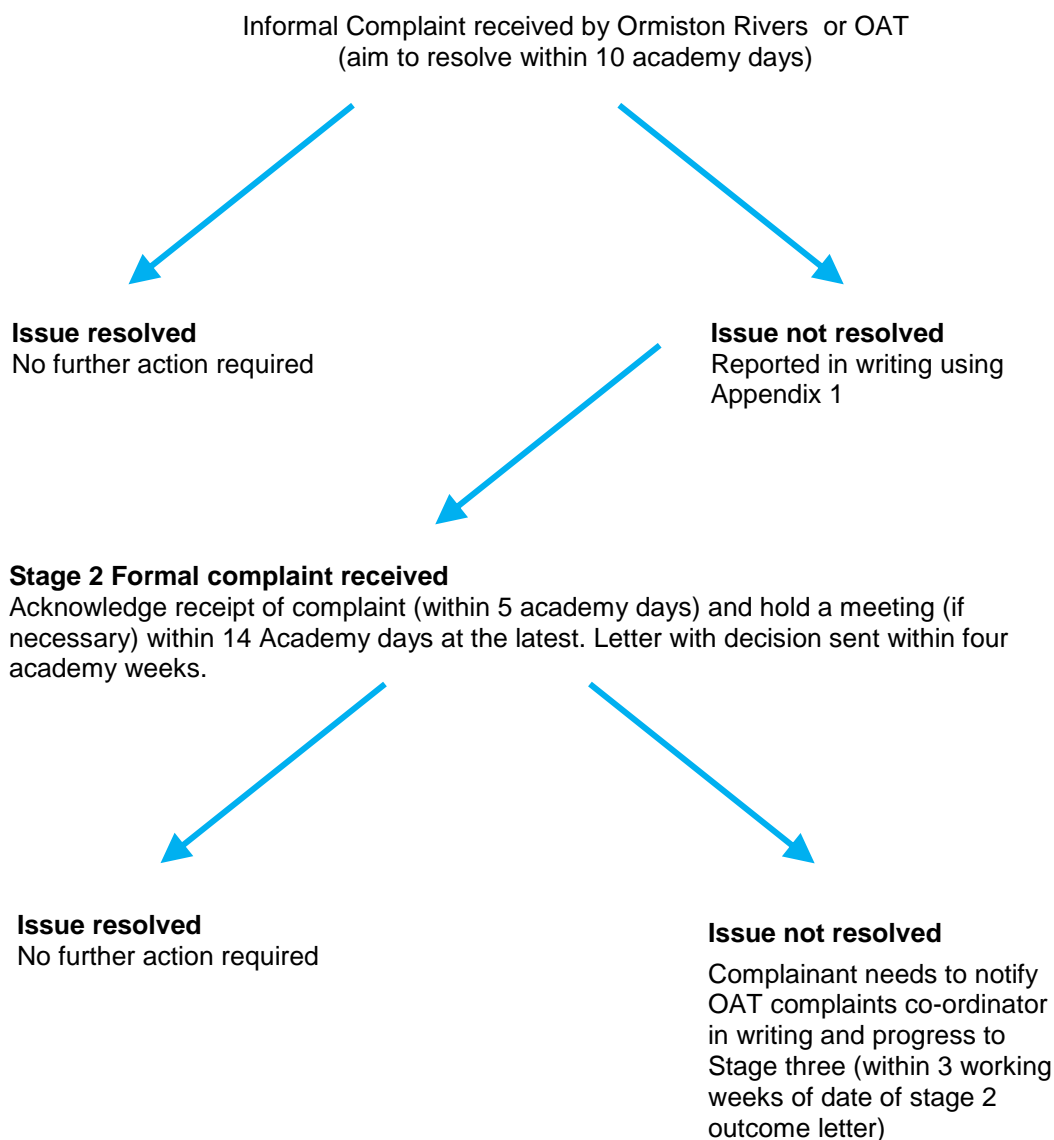 Informal Complaint received by Ormiston Rivers or OAT
(aim to resolve within 10 academy days)
Issue resolved
No further action required
Issue not resolved
Reported in writing using
Appendix 1
Stage 2 Formal complaint received
Acknowledge receipt of complaint (within 5 academy days) and hold a meeting (if
necessary) within 14 Academy days at the latest. Letter with decision sent within four
academy weeks.
Issue resolved
No further action required
Issue not resolved
Complainant needs to notify
OAT complaints co-ordinator
in writing and progress to
Stage three (within 3 working
weeks of date of stage 2
outcome letter)